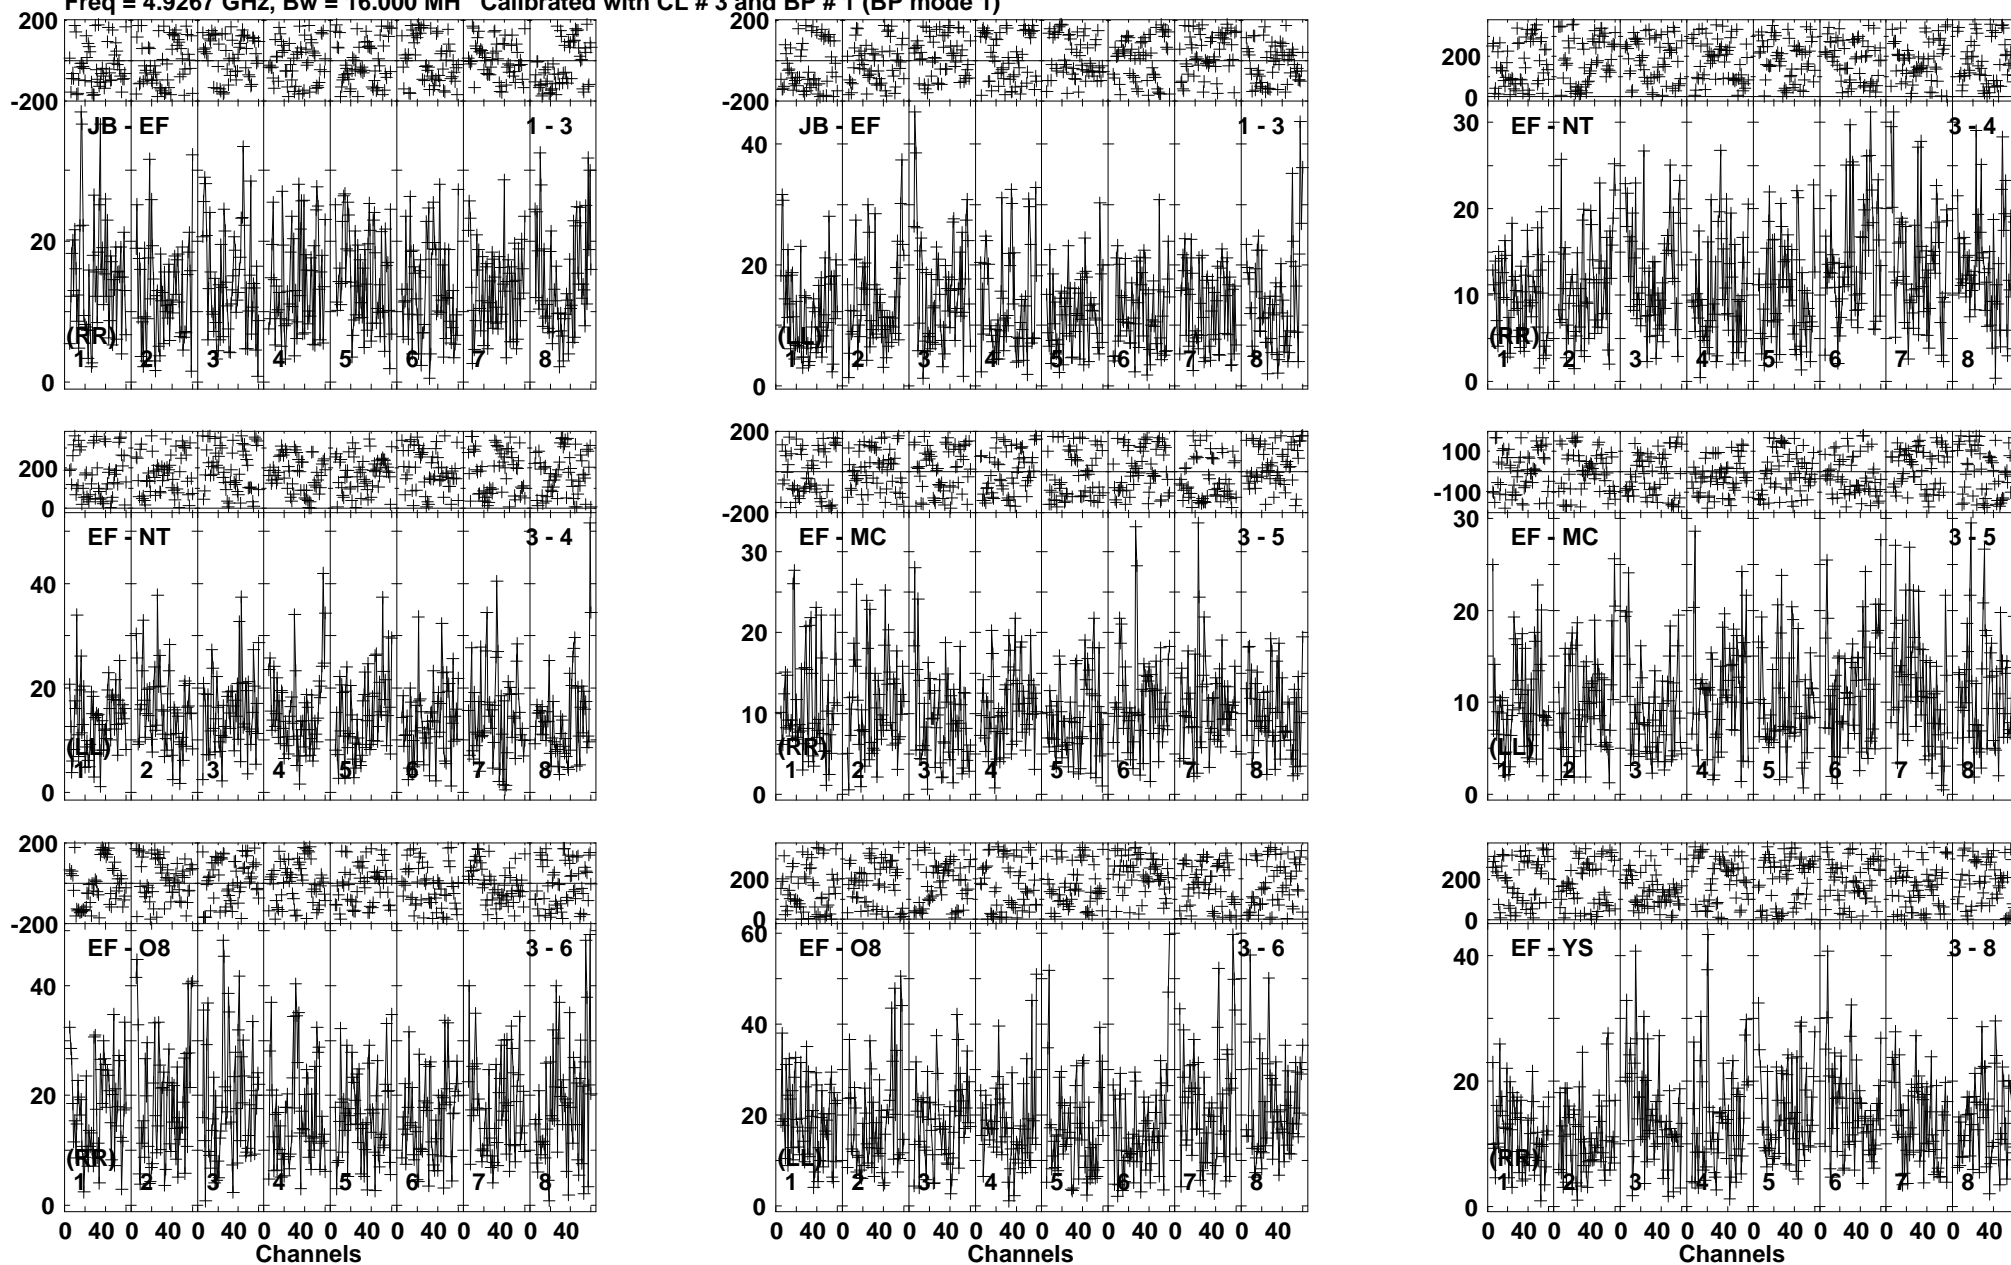 Freq = 4.9267 GHz, Bw = 16.000 MH Calibrated with CL # 3 and BP # 1 (BP mode 1)
200 200
200
-200 -200 0
JB - EF 1 - 3 JB - EF 1 - 3 EF - NT 3 - 4
30
40
20 20 20
10
(RR) (LL) (RR)
1 2 3 4 5 6 7 8 1 2 3 4 5 6 7 8 1 2 3 4 5 6 7 8
0 0 0
200
200 100
0 -200 -100
EF - NT 3 - 4 EF - MC 3 - 5 EF - MC 3 - 5
30
40 30
20 20 20
10 10
(LL) (RR) (LL)
1 2 3 4 5 6 7 8 1 2 3 4 5 6 7 8 1 2 3 4 5 6 7 8
0 0 0
200
200 200
-200 0 0
EF - O8 3 - 6 EF - O8 3 - 6 EF - YS 3 - 8
60
40 40 40
20 20 20
(RR) (LL) (RR)
1 2 3 4 5 6 7 8 1 2 3 4 5 6 7 8 1 2 3 4 5 6 7 8
0 0 0
0 40 0 40 0 40 0 40 0 40 0 40 0 40 0 40 0 40 0 40 0 40 0 40 0 40 0 40 0 40 0 40 0 40 0 40 0 40 0 40 0 40 0 40 0 40 0 40
Channels Channels Channels